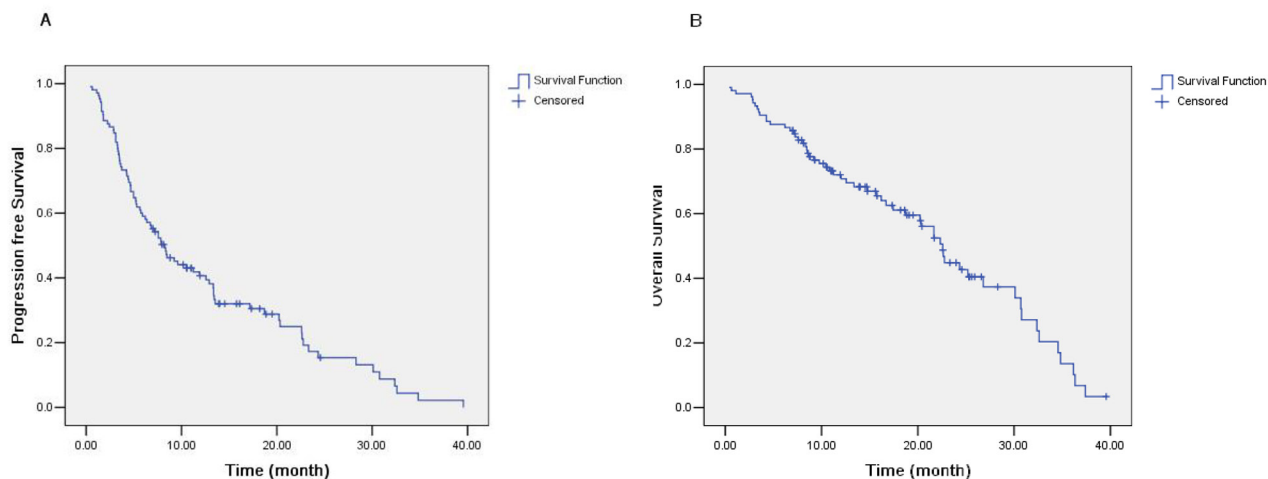 A
Progression free Survival
1.0
0.8
0.6
0.4
0.2
0.0
0.00 10.00 20.00 30.00 40.00
Time (month)
Survival Function
Censored
B
Overall Survival
1.0
0.8
0.6
0.4
0.2
0.0
0.00 10.00 20.00 30.00 40.00
Time (month)
Survival Function
Censored